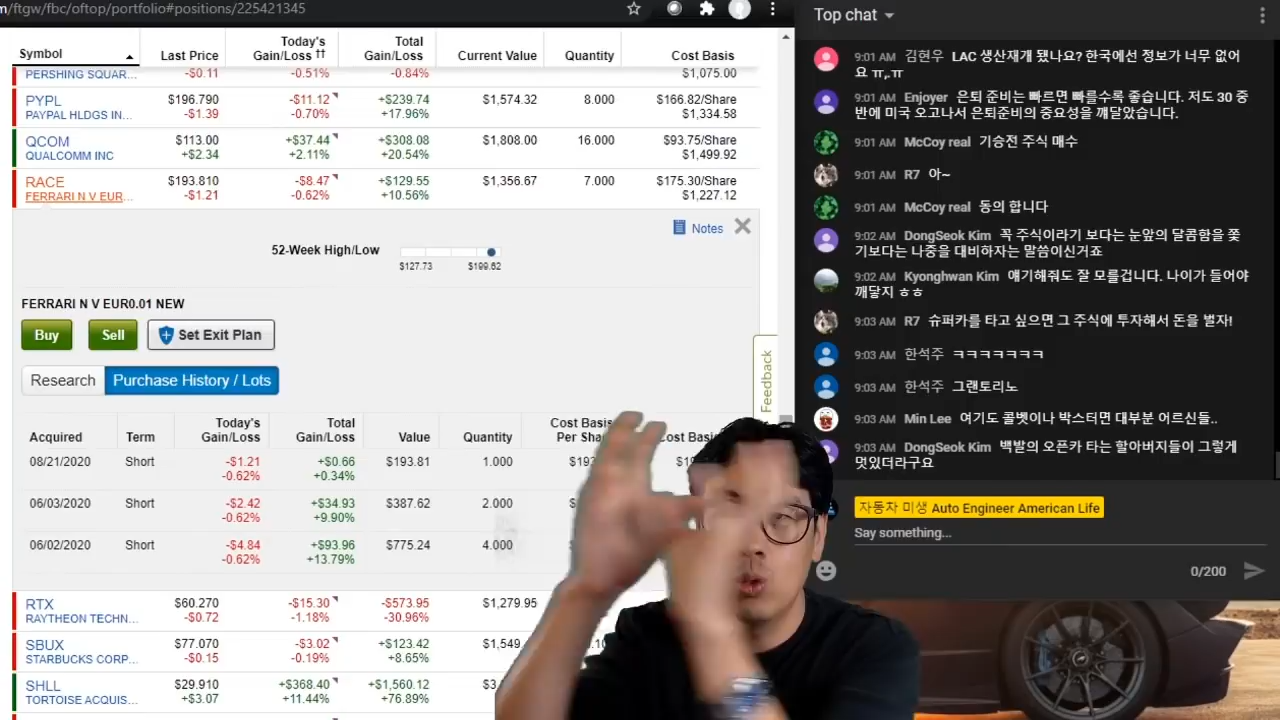 m/ftgw/fbc/oftop/portfolio#positions/225421345
Symbol Last Price Today's Gain/Loss †† Total Gain/Loss Current Value Quantity Cost Basis
PERSHING SQUAR... -$0.11 -0.51% -0.84% $1,075.00
PYPL $196.790 -$11.12 +$239.74 $1,574.32 8.000 $166.82/Share
PAYPAL HLDGS IN... -$1.39 -0.70% +17.96% $1,334.58
QCOM $113.00 +$37.44 +$308.08 $1,808.00 16.000 $93.75/Share
QUALCOMM INC +$2.34 +2.11% +20.54% $1,499.92
RACE $193.810 -$8.47 +$129.55 $1,356.67 7.000 $175.30/Share
FERRARI N V EUR... -$1.21 -0.62% +10.56% $1,227.12
Notes
52-Week High/Low
$127.73 $199.62
FERRARI N V EUR0.01 NEW
Buy Sell Set Exit Plan
Research Purchase History / Lots
Feedback
Acquired Term Today's Gain/Loss Total Gain/Loss Value Quantity Cost Basis Per Cost Basis
08/21/2020 Short -$1.21 +$0.66 $193.81 1.000
-0.62% +0.34%
06/03/2020 Short -$2.42 +$34.93 $387.62 2.000
-0.62% +9.90%
06/02/2020 Short -$4.84 +$93.96 $775.24 4.000
-0.62% +13.79%
RTX $60.270 -$15.30 -$573.95 $1,279.95
RAYTHEON TECHN... -$0.72 -1.18% -30.96%
SBUX $77.070 -$3.02 +$123.42 $1,549
STARBUCKS CORP... -$0.15 -0.19% +8.65%
SHLL $29.910 +$368.40 +$1,560.12
TORTOISE ACQUIS... +$3.07 +11.44% +76.89%
Top chat
9:01 AM 김현우 LAC 생산재개 됐나요? 한국에선 정보가 너무 없어
요 ㅠ,.ㅠ
9:01 AM Enjoyer 은퇴 준비는 빠르면 빠를수록 좋습니다. 저도 30 중
반에 미국 오고나서 은퇴준비의 중요성을 깨달았습니다.
9:01 AM McCoy real 기승전 주식 매수
9:01 AM R7 아~
9:01 AM McCoy real 동의 합니다
9:02 AM DongSeok Kim 꼭 주식이라기 보다는 눈앞의 달콤함을 쫓
기보다는 나중을 대비하자는 말씀이신거죠
9:02 AM Kyonghwan Kim 얘기해줘도 잘 모를겁니다. 나이가 들어야
깨닿지 ㅎㅎ
9:03 AM R7 슈퍼카를 타고 싶으면 그 주식에 투자해서 돈을 벌자!
9:03 AM 한석주 ㅋㅋㅋㅋㅋㅋㅋ
9:03 AM 한석주 그랜토리노
9:03 AM Min Lee 여기도 콜벳이나 박스터면 대부분 어르신들..
9:03 AM DongSeok Kim 백발의 오픈카 타는 할아버지들이 그렇게
멋있더라구요
자동차 미생 Auto Engineer American Life
Say something...
0/200